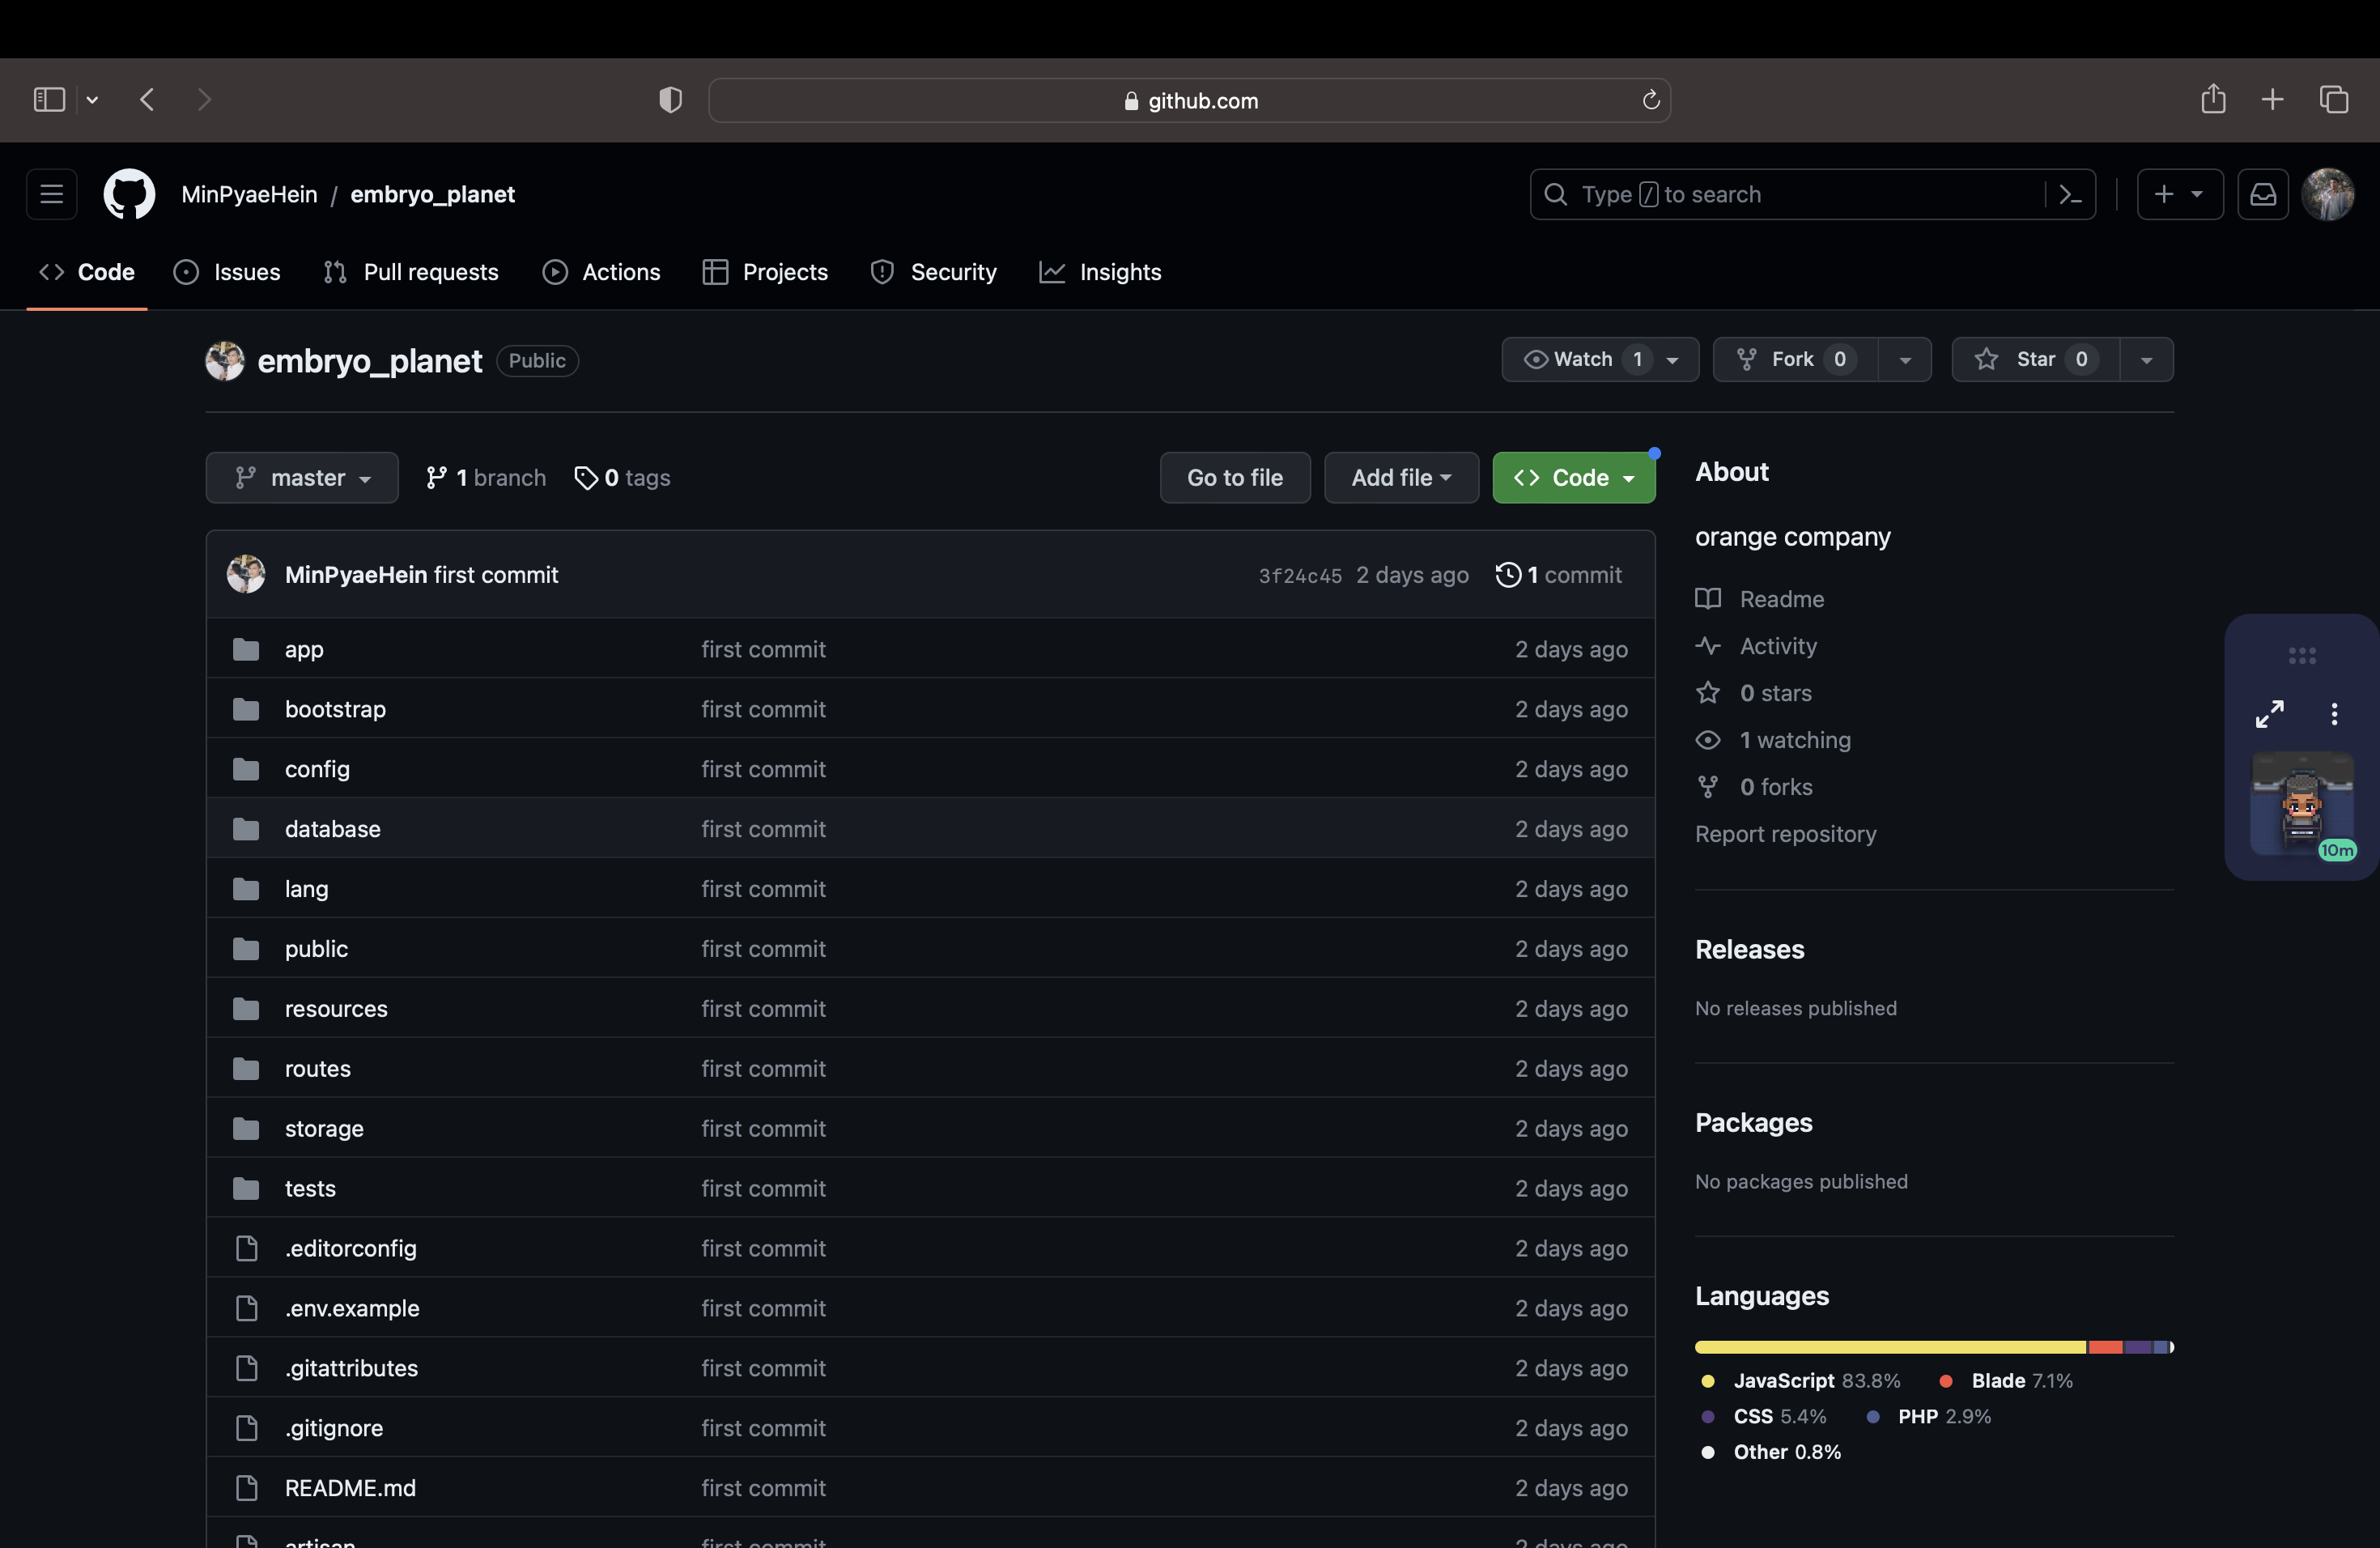 github.com
MinPyaeHein / embryo_planet
Type / to search
Code Issues Pull requests Actions Projects Security Insights
embryo_planet Public
Watch 1 Fork 0 Star 0
master 1 branch 0 tags
Go to file Add file Code
MinPyaeHein first commit 3f24c45 2 days ago 1 commit
app first commit 2 days ago
bootstrap first commit 2 days ago
config first commit 2 days ago
database first commit 2 days ago
lang first commit 2 days ago
public first commit 2 days ago
resources first commit 2 days ago
routes first commit 2 days ago
storage first commit 2 days ago
tests first commit 2 days ago
.editorconfig first commit 2 days ago
.env.example first commit 2 days ago
.gitattributes first commit 2 days ago
.gitignore first commit 2 days ago
README.md first commit 2 days ago
artisan first commit 2 days ago
About
orange company
Readme
Activity
0 stars
1 watching
0 forks
Report repository
Releases
No releases published
Packages
No packages published
Languages
JavaScript 83.8% Blade 7.1%
CSS 5.4% PHP 2.9%
Other 0.8%
10m